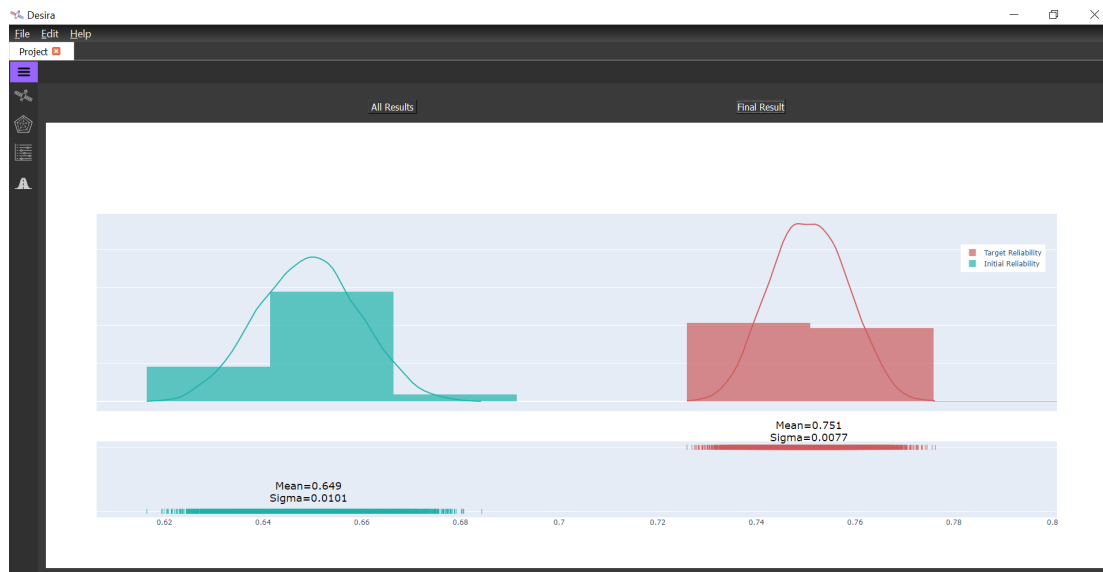 Desira
File Edit Help
Project
All Results
Final Result
Target Reliability
Initial Reliability
Mean=0.751
Sigma=0.0077
Mean=0.649
Sigma=0.0101
0.62 0.64 0.66 0.68 0.7 0.72 0.74 0.76 0.78 0.8